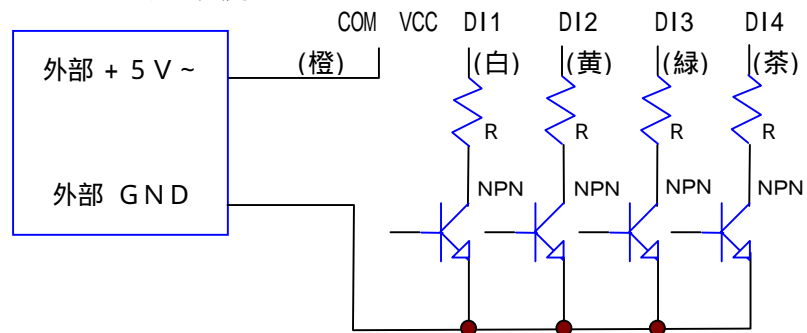 COM VCC DI1 DI2 DI3 DI4
外部 + 5 V ~ (橙) (白) (黄) (緑) (茶)
R R R R
外部 GND NPN NPN NPN NPN